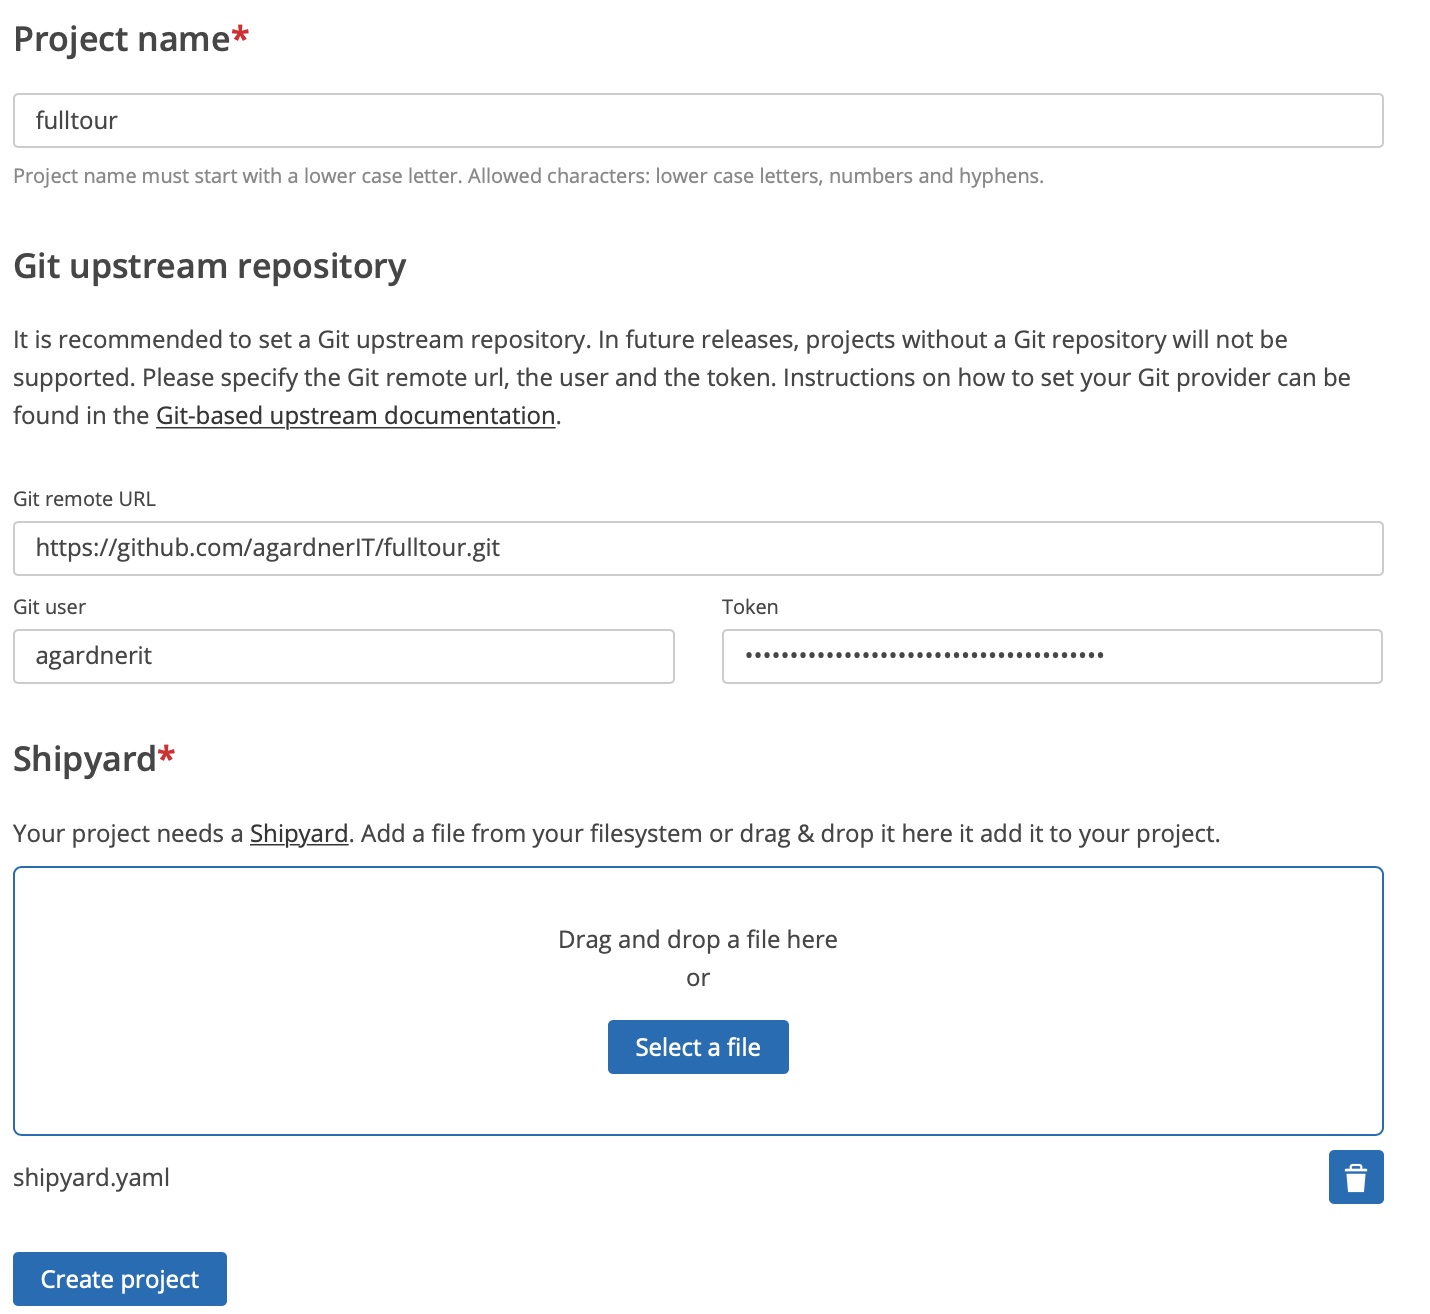 Project name*
fulltour
Project name must start with a lower case letter. Allowed characters: lower case letters, numbers and hyphens.
Git upstream repository
It is recommended to set a Git upstream repository. In future releases, projects without a Git repository will not be
supported. Please specify the Git remote url, the user and the token. Instructions on how to set your Git provider can be
found in the Git-based upstream documentation.
Git remote URL
https://github.com/agardnerIT/fulltour.git
Git user
Token
agardnerit
••••••••••••••••••••••••••••••••••••••••
Shipyard*
Your project needs a Shipyard. Add a file from your filesystem or drag & drop it here it add it to your project.
Drag and drop a file here
or
Select a file
shipyard.yaml
Create project